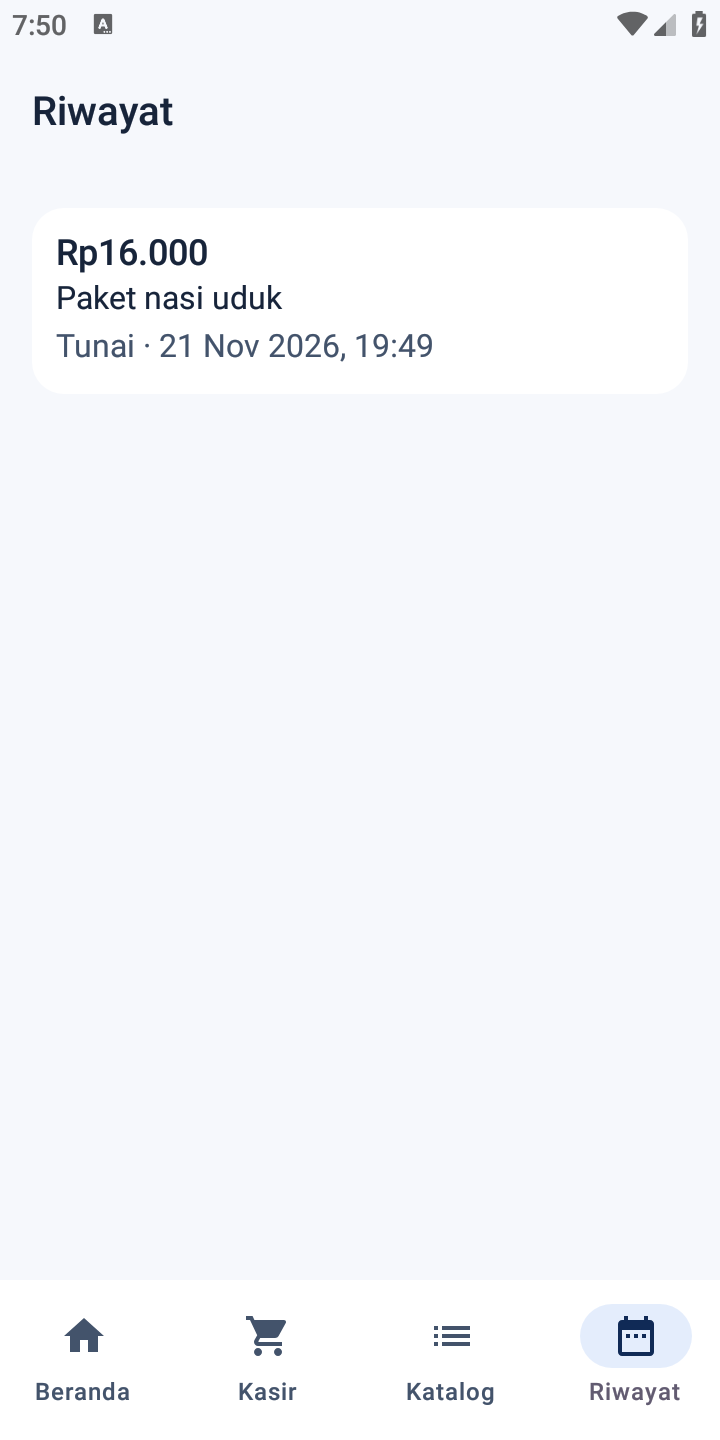 7:50
Riwayat
Rp16.000
Paket nasi uduk
Tunai · 21 Nov 2026, 19:49
Beranda
Kasir
Katalog
Riwayat